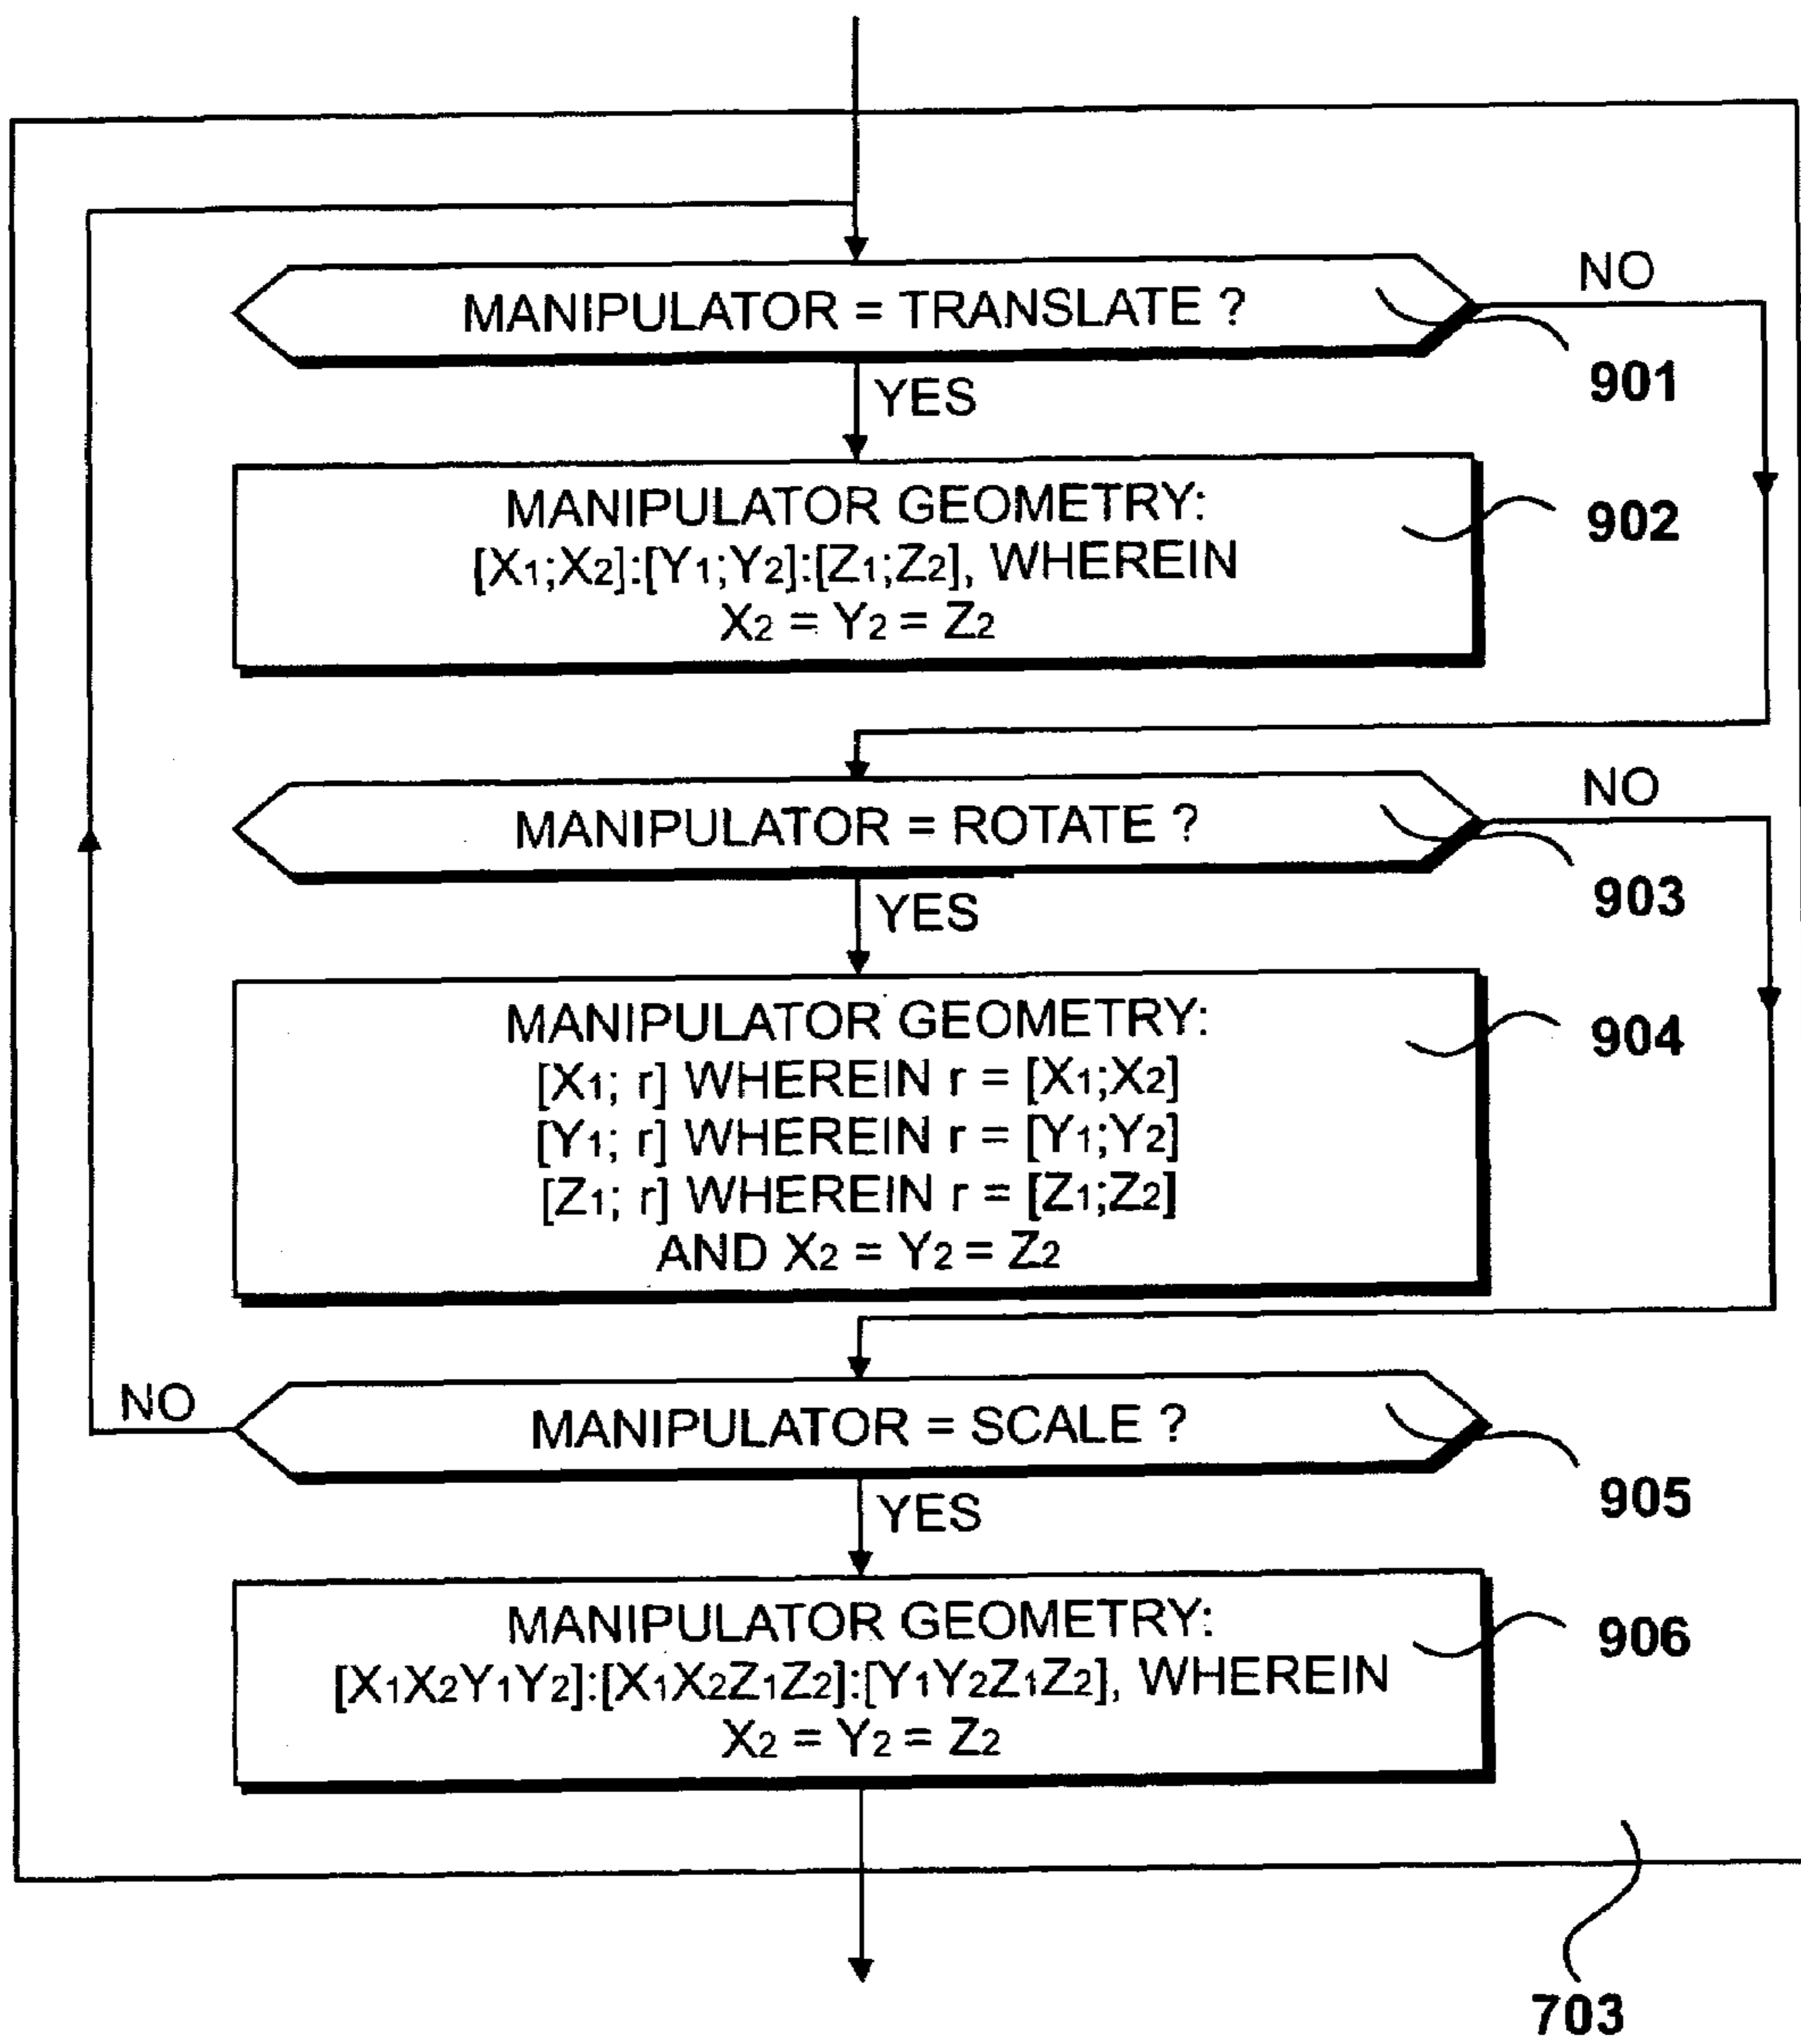 MANIPULATOR = TRANSLATE ?
NO
901
YES
MANIPULATOR GEOMETRY:
[X1;X2]:[Y1;Y2]:[Z1;Z2], WHEREIN
X2 = Y2 = Z2
902
MANIPULATOR = ROTATE ?
NO
903
YES
MANIPULATOR GEOMETRY:
[X1; r] WHEREIN r = [X1;X2]
[Y1; r] WHEREIN r = [Y1;Y2]
[Z1; r] WHEREIN r = [Z1;Z2]
AND X2 = Y2 = Z2
904
NO
MANIPULATOR = SCALE ?
905
YES
MANIPULATOR GEOMETRY:
[X1X2Y1Y2]:[X1X2Z1Z2]:[Y1Y2Z1Z2], WHEREIN
X2 = Y2 = Z2
906
703